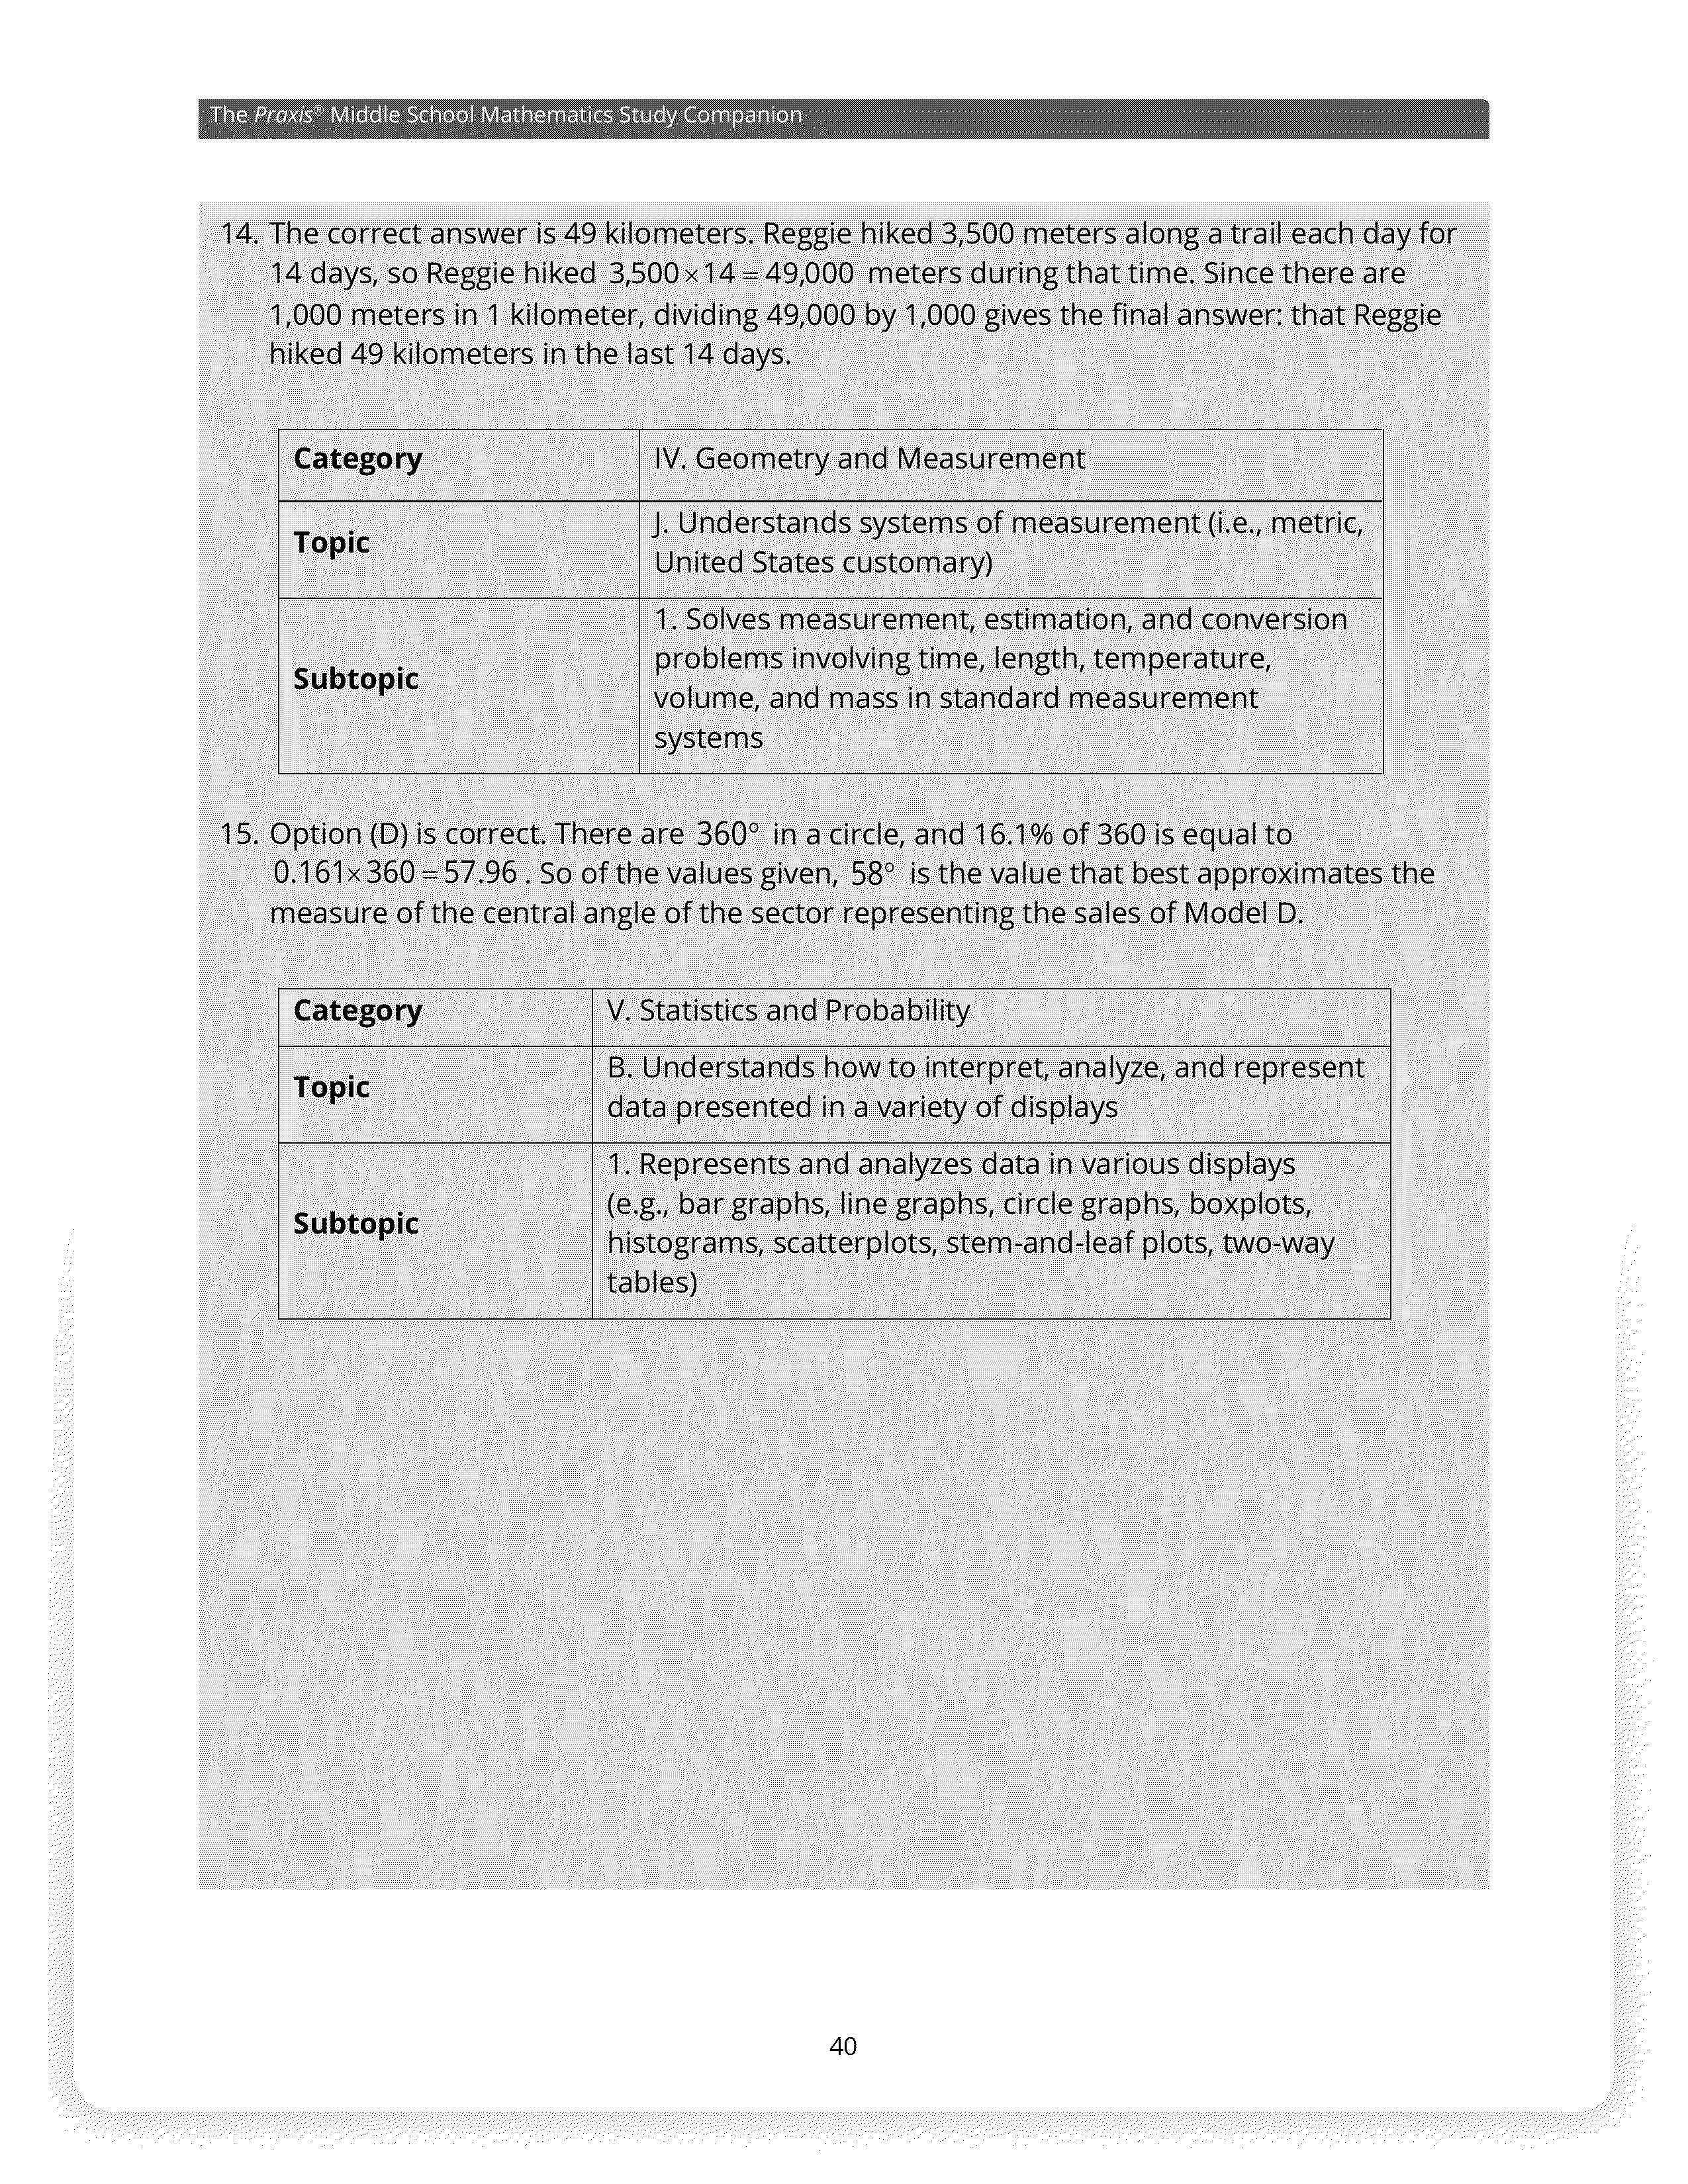 The Praxis® Middle School Mathematics Study Companion
14. The correct answer is 49 kilometers. Reggie hiked 3,500 meters along a trail each day for
14 days, so Reggie hiked 3,500×14=49,000 meters during that time. Since there are
1,000 meters in 1 kilometer, dividing 49,000 by 1,000 gives the final answer: that Reggie
hiked 49 kilometers in the last 14 days.
Category
IV. Geometry and Measurement
Topic
J. Understands systems of measurement (i.e., metric,
United States customary)
Subtopic
1. Solves measurement, estimation, and conversion
problems involving time, length, temperature,
volume, and mass in standard measurement
systems
15. Option (D) is correct. There are 360° in a circle, and 16.1% of 360 is equal to
0.161×360=57.96. So of the values given, 58° is the value that best approximates the
measure of the central angle of the sector representing the sales of Model D.
Category
V. Statistics and Probability
Topic
B. Understands how to interpret, analyze, and represent
data presented in a variety of displays
Subtopic
1. Represents and analyzes data in various displays
(e.g., bar graphs, line graphs, circle graphs, boxplots,
histograms, scatterplots, stem-and-leaf plots, two-way
tables)
40